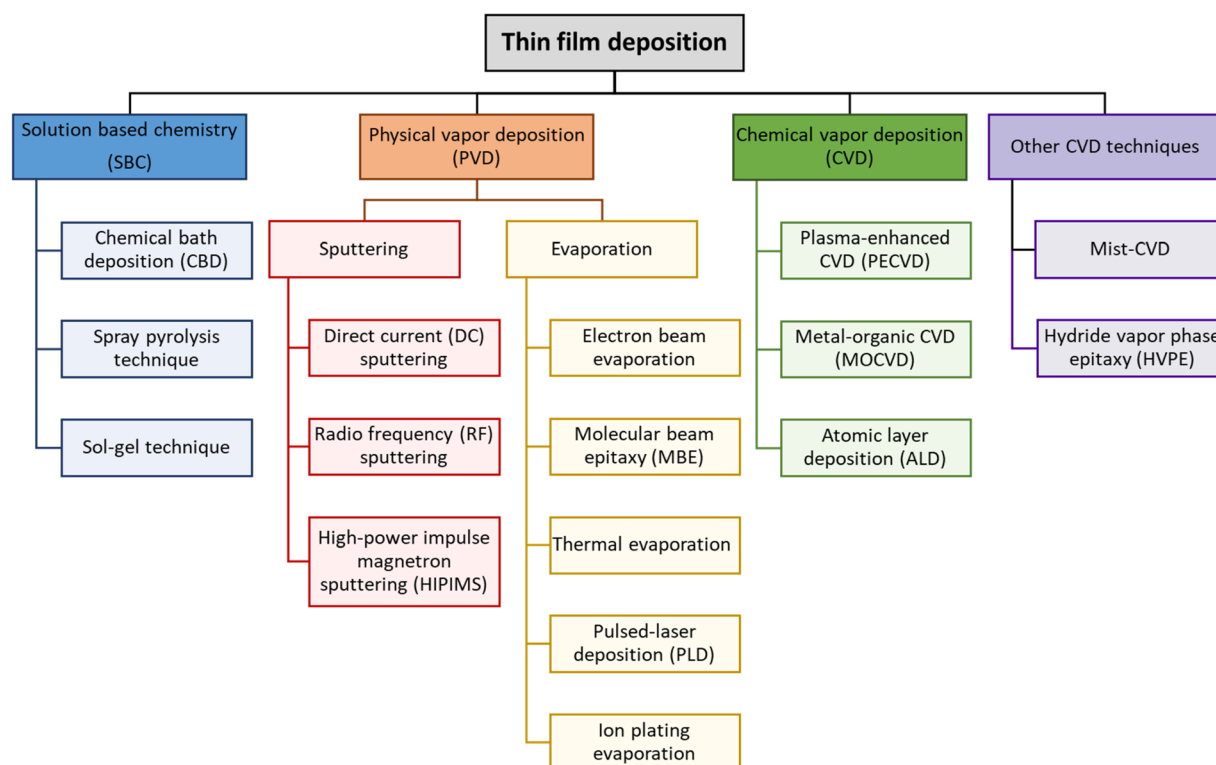 Thin film deposition
Solution based chemistry
(SBC)
Physical vapor deposition
(PVD)
Chemical vapor deposition
(CVD)
Other CVD techniques
Chemical bath
deposition (CBD)
Spray pyrolysis
technique
Sol-gel technique
Sputtering
Direct current (DC)
sputtering
Radio frequency (RF)
sputtering
High-power impulse
magnetron
sputtering (HIPIMS)
Evaporation
Electron beam
evaporation
Molecular beam
epitaxy (MBE)
Thermal evaporation
Pulsed-laser
deposition (PLD)
Ion plating
evaporation
Plasma-enhanced
CVD (PECVD)
Metal-organic CVD
(MOCVD)
Atomic layer
deposition (ALD)
Mist-CVD
Hydride vapor phase
epitaxy (HVPE)